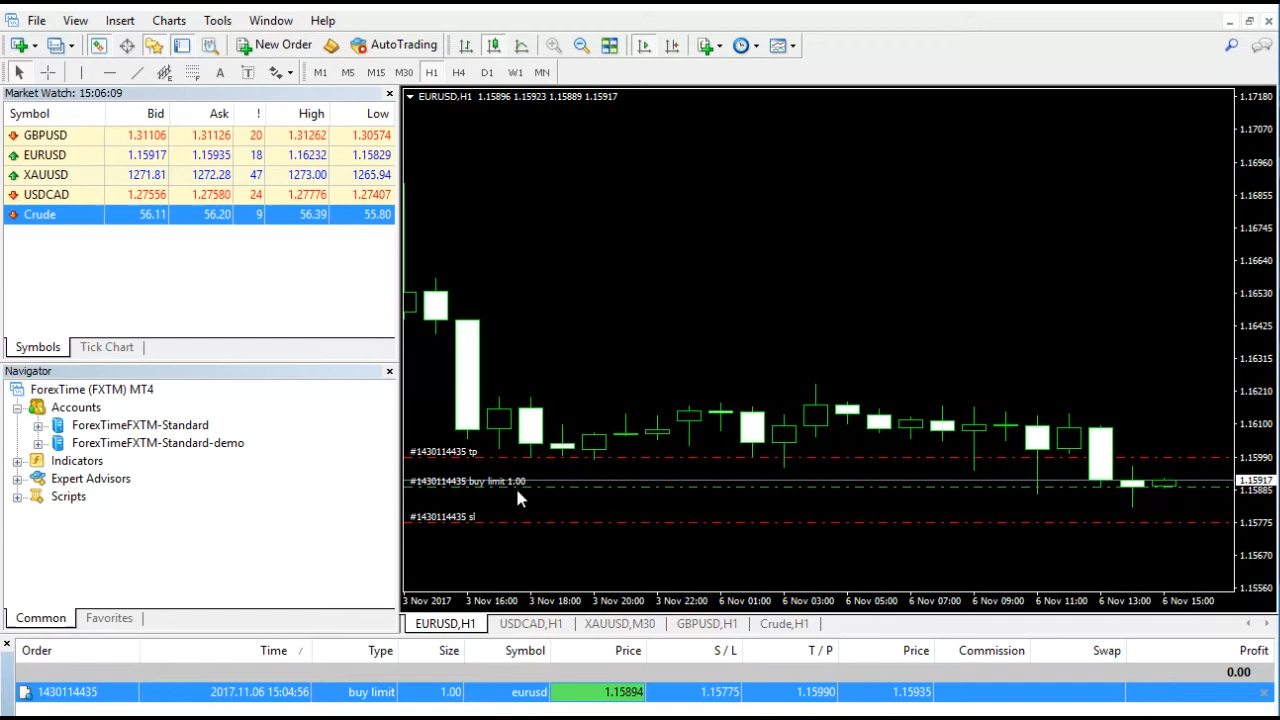 File View Insert Charts Tools Window Help
New Order AutoTrading
A T M1 M5 M15 M30 H1 H4 D1 W1 MN
Market Watch: 15:06:09
Symbol Bid Ask ! High Low
GBPUSD 1.31106 1.31126 20 1.31262 1.30574
EURUSD 1.15917 1.15935 18 1.16232 1.15829
XAUUSD 1271.81 1272.28 47 1273.00 1265.94
USDCAD 1.27556 1.27580 24 1.27776 1.27407
Crude 56.11 56.20 9 56.39 55.80
Symbols Tick Chart
Navigator
ForexTime (FXTM) MT4
Accounts
ForexTimeFXTM-Standard
ForexTimeFXTM-Standard-demo
Indicators
Expert Advisors
Scripts
Common Favorites
EURUSD,H1 1.15896 1.15923 1.15889 1.15917
1.17180
1.17070
1.16960
1.16855
1.16745
1.16640
1.16530
1.16425
1.16315
1.16210
1.16100
1.15990
1.15917
1.15885
1.15775
1.15670
1.15560
#1430114435 tp
#1430114435 buy limit 1.00
#1430114435 sl
3 Nov 2017 3 Nov 16:00 3 Nov 18:00 3 Nov 20:00 3 Nov 22:00 6 Nov 01:00 6 Nov 03:00 6 Nov 05:00 6 Nov 07:00 6 Nov 09:00 6 Nov 11:00 6 Nov 13:00 6 Nov 15:00
EURUSD,H1 USDCAD,H1 XAUUSD,M30 GBPUSD,H1 Crude,H1
Order Time / Type Size Symbol Price S / L T / P Price Commission Swap Profit
0.00
1430114435 2017.11.06 15:04:56 buy limit 1.00 eurusd 1.15894 1.15775 1.15990 1.15935